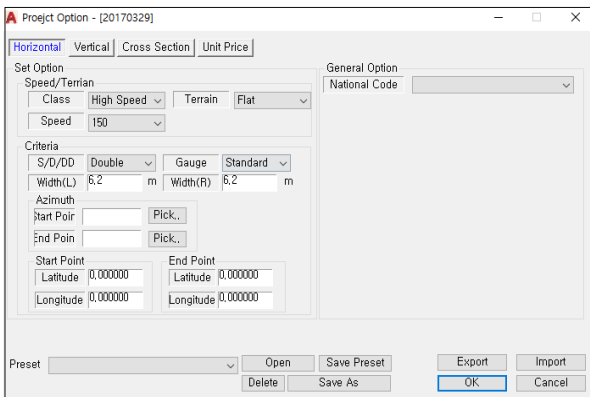 A Proejct Option - [20170329]
Horizontal Vertical Cross Section Unit Price
Set Option General Option
Speed/Terrian National Code
Class High Speed Terrain Flat
Speed 150
Criteria
S/D/DD Double Gauge Standard
Width(L) 6,2 m Width(R) 6,2 m
Azimuth
Start Poir Pick,,
End Poin Pick,,
Start Point End Point
Latitude 0,000000 Latitude 0,000000
Longitude 0,000000 Longitude 0,000000
Preset Open Save Preset Export Import
Delete Save As OK Cancel